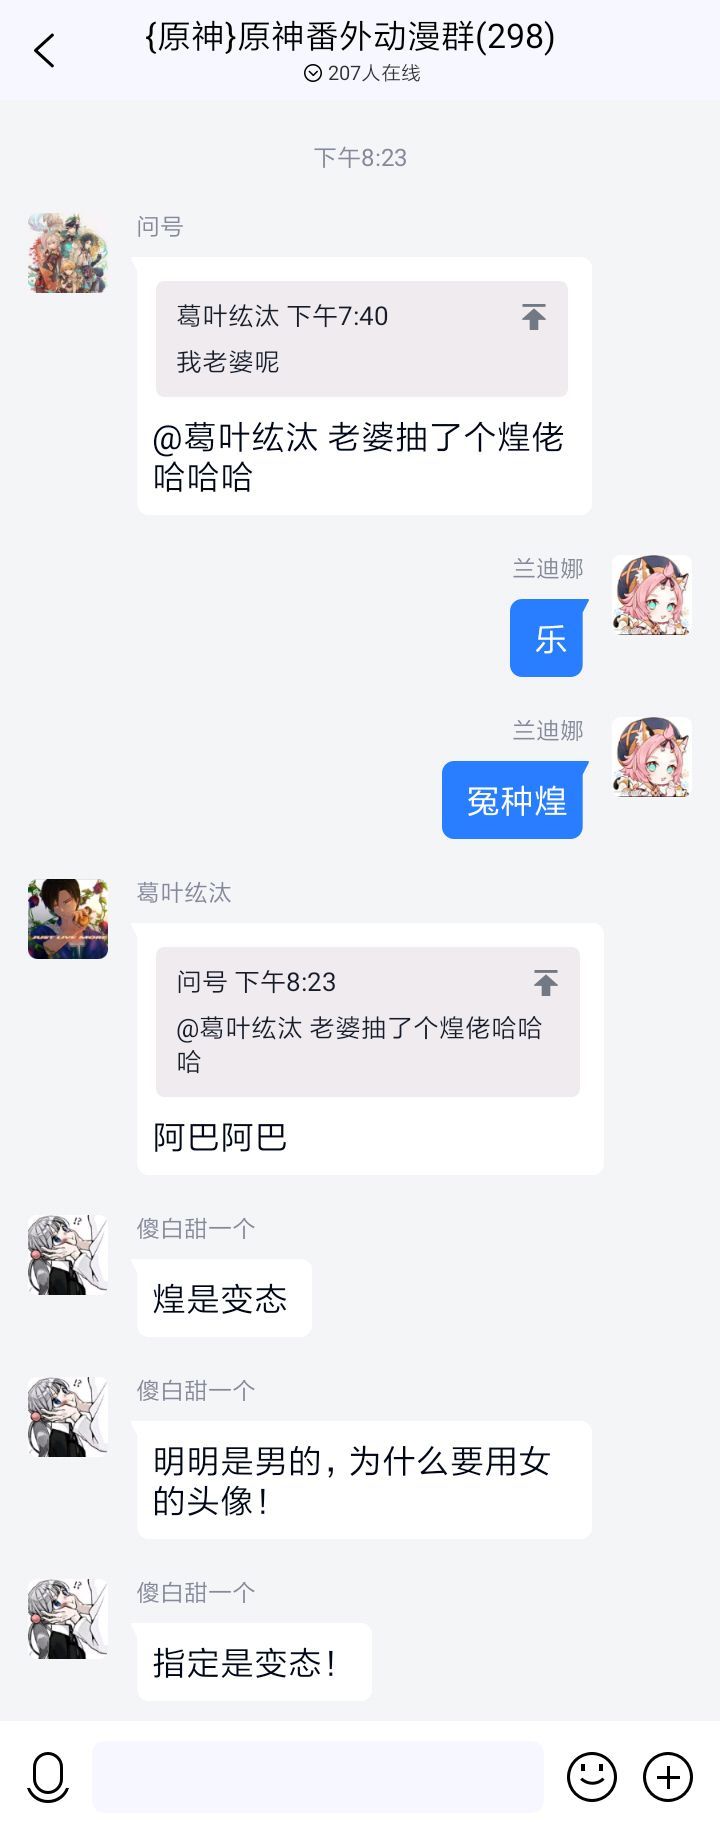 {原神}原神番外动漫群(298)
207人在线
下午8:23
问号
葛叶纮汰 下午7:40
我老婆呢
@葛叶纮汰 老婆抽了个煌佬
哈哈哈
兰迪娜
乐
兰迪娜
冤种煌
葛叶纮汰
JUST LIVE MORE
问号 下午8:23
@葛叶纮汰 老婆抽了个煌佬哈哈
哈
阿巴阿巴
傻白甜一个
!?
煌是变态
傻白甜一个
!?
明明是男的，为什么要用女
的头像！
傻白甜一个
!?
指定是变态！